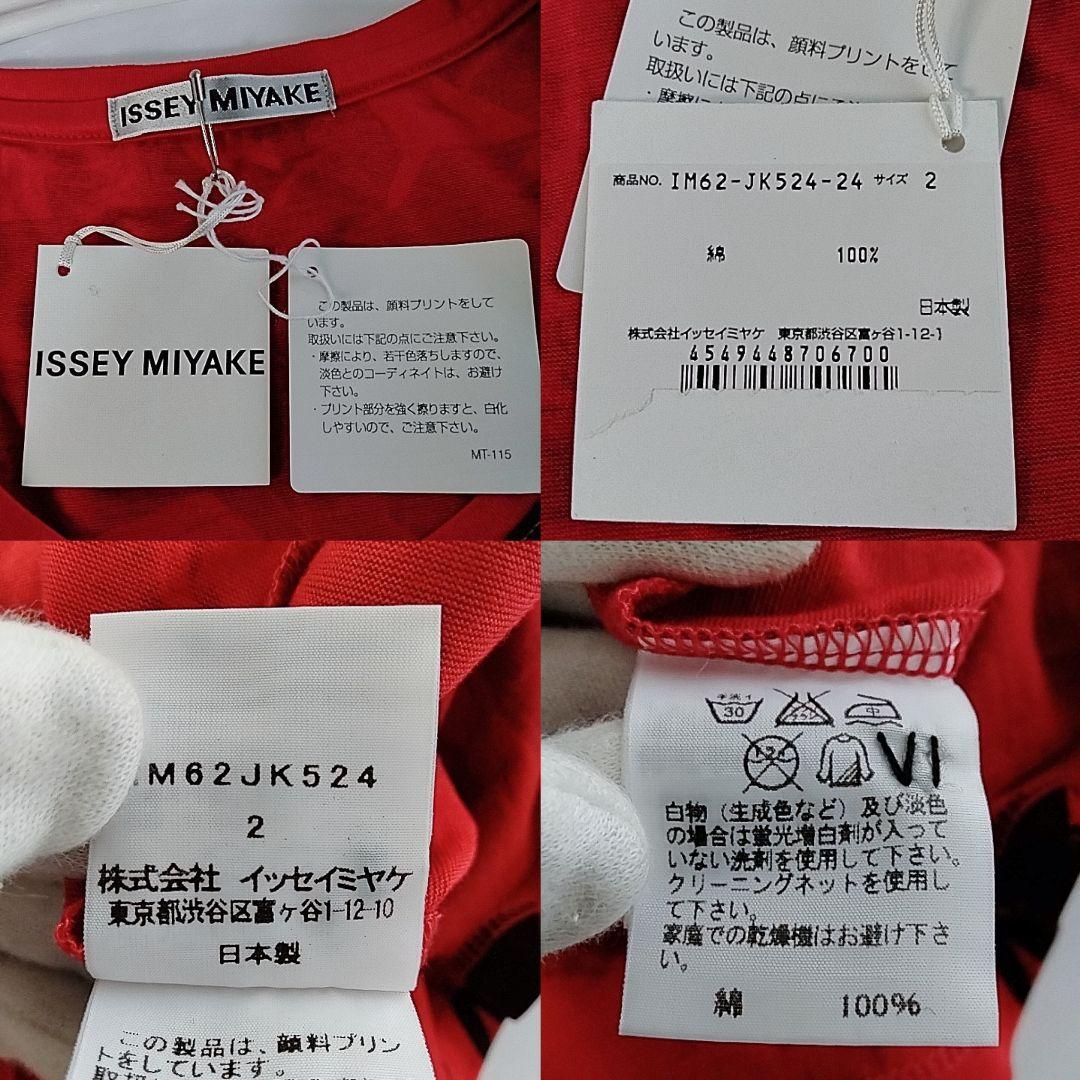 ISSEY MIYAKE
ISSEY MIYAKE
この製品は、顔料プリントをして
います。
取扱いには下記の点にご注意下さい。
・摩擦により、若干色落ちしますので、
淡色とのコーディネイトは、お避け
下さい。
・プリント部分を強く擦りますと、白化
しやすいので、ご注意下さい。
MT-115
この製品は、顔料プリントをして
います。
取扱いには下記の点にご
・摩擦に
商品NO. IM62-JK524-24 サイズ 2
綿 100%
日本製
株式会社イッセイミヤケ 東京都渋谷区富ヶ谷1-12-1
4549448706700
IM62JK524
2
株式会社 イッセイミヤケ
東京都渋谷区富ヶ谷1-12-10
日本製
この製品は、顔料プリン
トをしています。
手洗イ 30 中
VI
白物(生成色など)及び淡色
の場合は蛍光増白剤が入って
いない洗剤を使用して下さい。
クリーニングネットを使用し
て下さい。
家庭での乾燥機はお避け下さ
い。
綿 100%